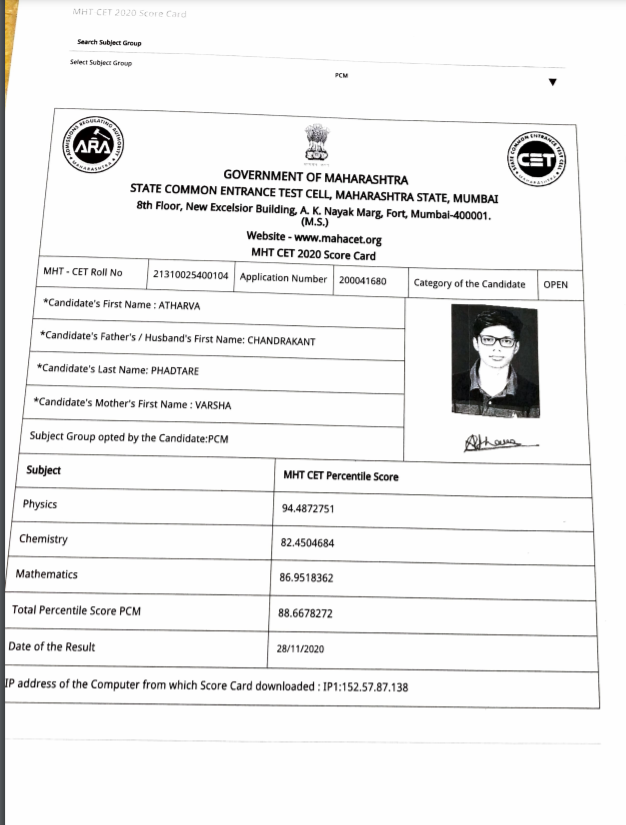 MHT-CET 2020 Score Card
Search Subject Group
Select Subject Group
PCM
ADMISSIONS REGULATING AUTHORITY
ARA
MAHARASHTRA
STATE COMMON ENTRANCE TEST CELL
CET
MAHARASHTRA
GOVERNMENT OF MAHARASHTRA
STATE COMMON ENTRANCE TEST CELL, MAHARASHTRA STATE, MUMBAI
8th Floor, New Excelsior Building, A. K. Nayak Marg, Fort, Mumbai-400001.
(M.S.)
Website - www.mahacet.org
MHT CET 2020 Score Card
MHT - CET Roll No 21310025400104 Application Number 200041680 Category of the Candidate OPEN
*Candidate's First Name : ATHARVA
*Candidate's Father's / Husband's First Name: CHANDRAKANT
*Candidate's Last Name: PHADTARE
*Candidate's Mother's First Name : VARSHA
Subject Group opted by the Candidate:PCM
Atharva
Subject MHT CET Percentile Score
Physics 94.4872751
Chemistry 82.4504684
Mathematics 86.9518362
Total Percentile Score PCM 88.6678272
Date of the Result 28/11/2020
IP address of the Computer from which Score Card downloaded : IP1:152.57.87.138